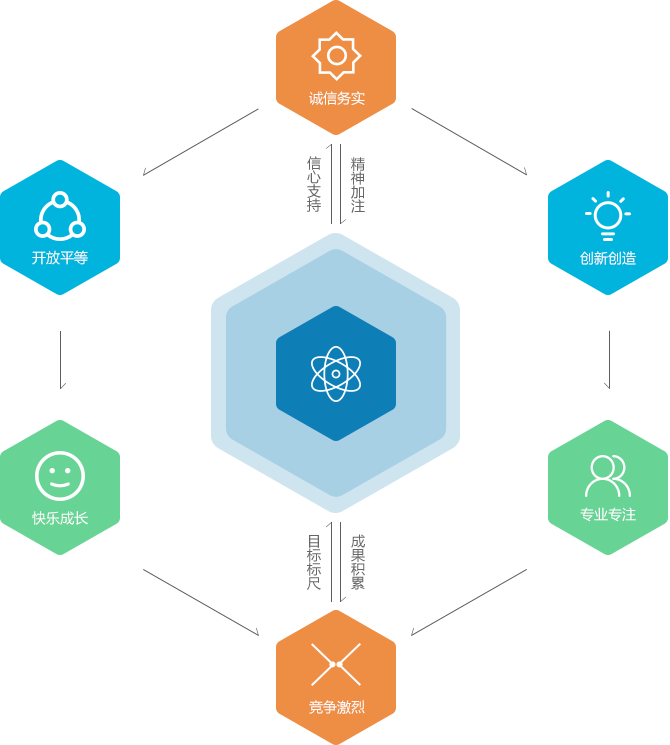 诚信务实
信心支持
精神加注
开放平等
创新创造
快乐成长
专业专注
目标标尺
成果积累
竞争激烈